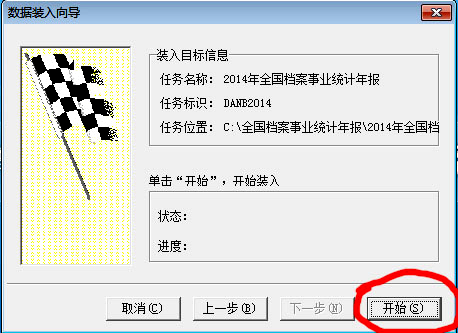 数据装入向导
装入目标信息
任务名称: 2014年全国档案事业统计年报
任务标识: DANB2014
任务位置: C:\全国档案事业统计年报\2014年全国档
单击“开始”，开始装入
状态:
进度:
取消(C) 上一步(B) 下一步(N) 开始(S)